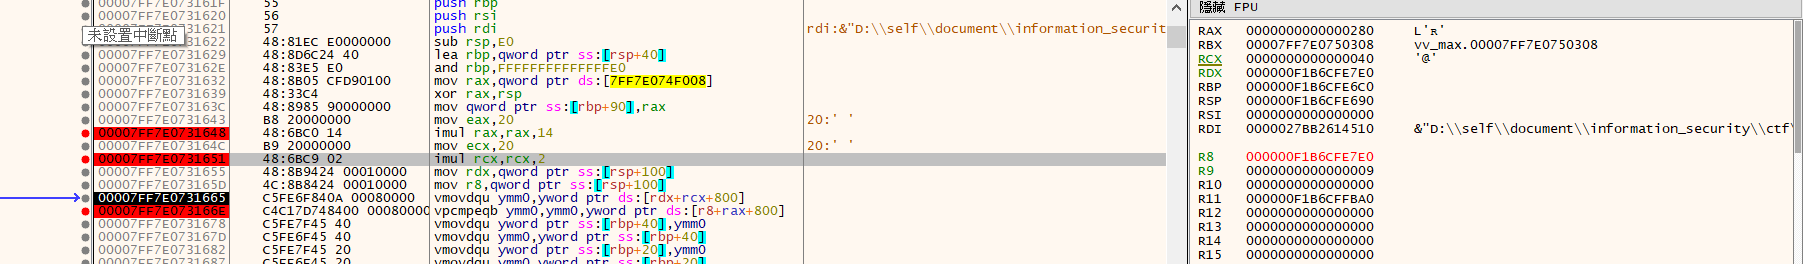 00007FF7E073161F 55 push rbp
00007FF7E0731620 56 push rsi
00007FF7E0731621 57 push rdi rdi:&"D:\\self\\document\\information_securit
未設置中斷點
00007FF7E0731622 48:81EC E0000000 sub rsp,E0
00007FF7E0731629 48:8D6C24 40 lea rbp,qword ptr ss:[rsp+40]
00007FF7E073162E 48:83E5 E0 and rbp,FFFFFFFFFFFFFFE0
00007FF7E0731632 48:8B05 CFD90100 mov rax,qword ptr ds:[7FF7E074F008]
00007FF7E0731639 48:33C4 xor rax,rsp
00007FF7E073163C 48:8985 90000000 mov qword ptr ss:[rbp+90],rax
00007FF7E0731643 B8 20000000 mov eax,20 20:' '
00007FF7E0731648 48:6BC0 14 imul rax,rax,14
00007FF7E073164C B9 20000000 mov ecx,20 20:' '
00007FF7E0731651 48:6BC9 02 imul rcx,rcx,2
00007FF7E0731655 48:8B9424 00010000 mov rdx,qword ptr ss:[rsp+100]
00007FF7E073165D 4C:8B8424 00010000 mov r8,qword ptr ss:[rsp+100]
00007FF7E0731665 C5FE6F840A 00080000 vmovdqu ymm0,yword ptr ds:[rdx+rcx+800]
00007FF7E073166E C4C17D748400 00080000 vpcmpeqb ymm0,ymm0,yword ptr ds:[r8+rax+800]
00007FF7E0731678 C5FE7F45 40 vmovdqu yword ptr ss:[rbp+40],ymm0
00007FF7E073167D C5FE6F45 40 vmovdqu ymm0,yword ptr ss:[rbp+40]
00007FF7E0731682 C5FE7F45 20 vmovdqu yword ptr ss:[rbp+20],ymm0
00007FF7E0731687 C5FE6F45 20 vmovdqu ymm0,yword ptr ss:[rbp+20]
隱藏 FPU
RAX 0000000000000280 L'ʀ'
RBX 00007FF7E0750308 vv_max.00007FF7E0750308
RCX 0000000000000040 '@'
RDX 000000F1B6CFE7E0
RBP 000000F1B6CFE6C0
RSP 000000F1B6CFE690
RSI 0000000000000000
RDI 0000027BB2614510 &"D:\\self\\document\\information_security\\ctf\
R8 000000F1B6CFE7E0
R9 0000000000000009
R10 0000000000000000
R11 000000F1B6CFFBA0
R12 0000000000000000
R13 0000000000000000
R14 0000000000000000
R15 0000000000000000